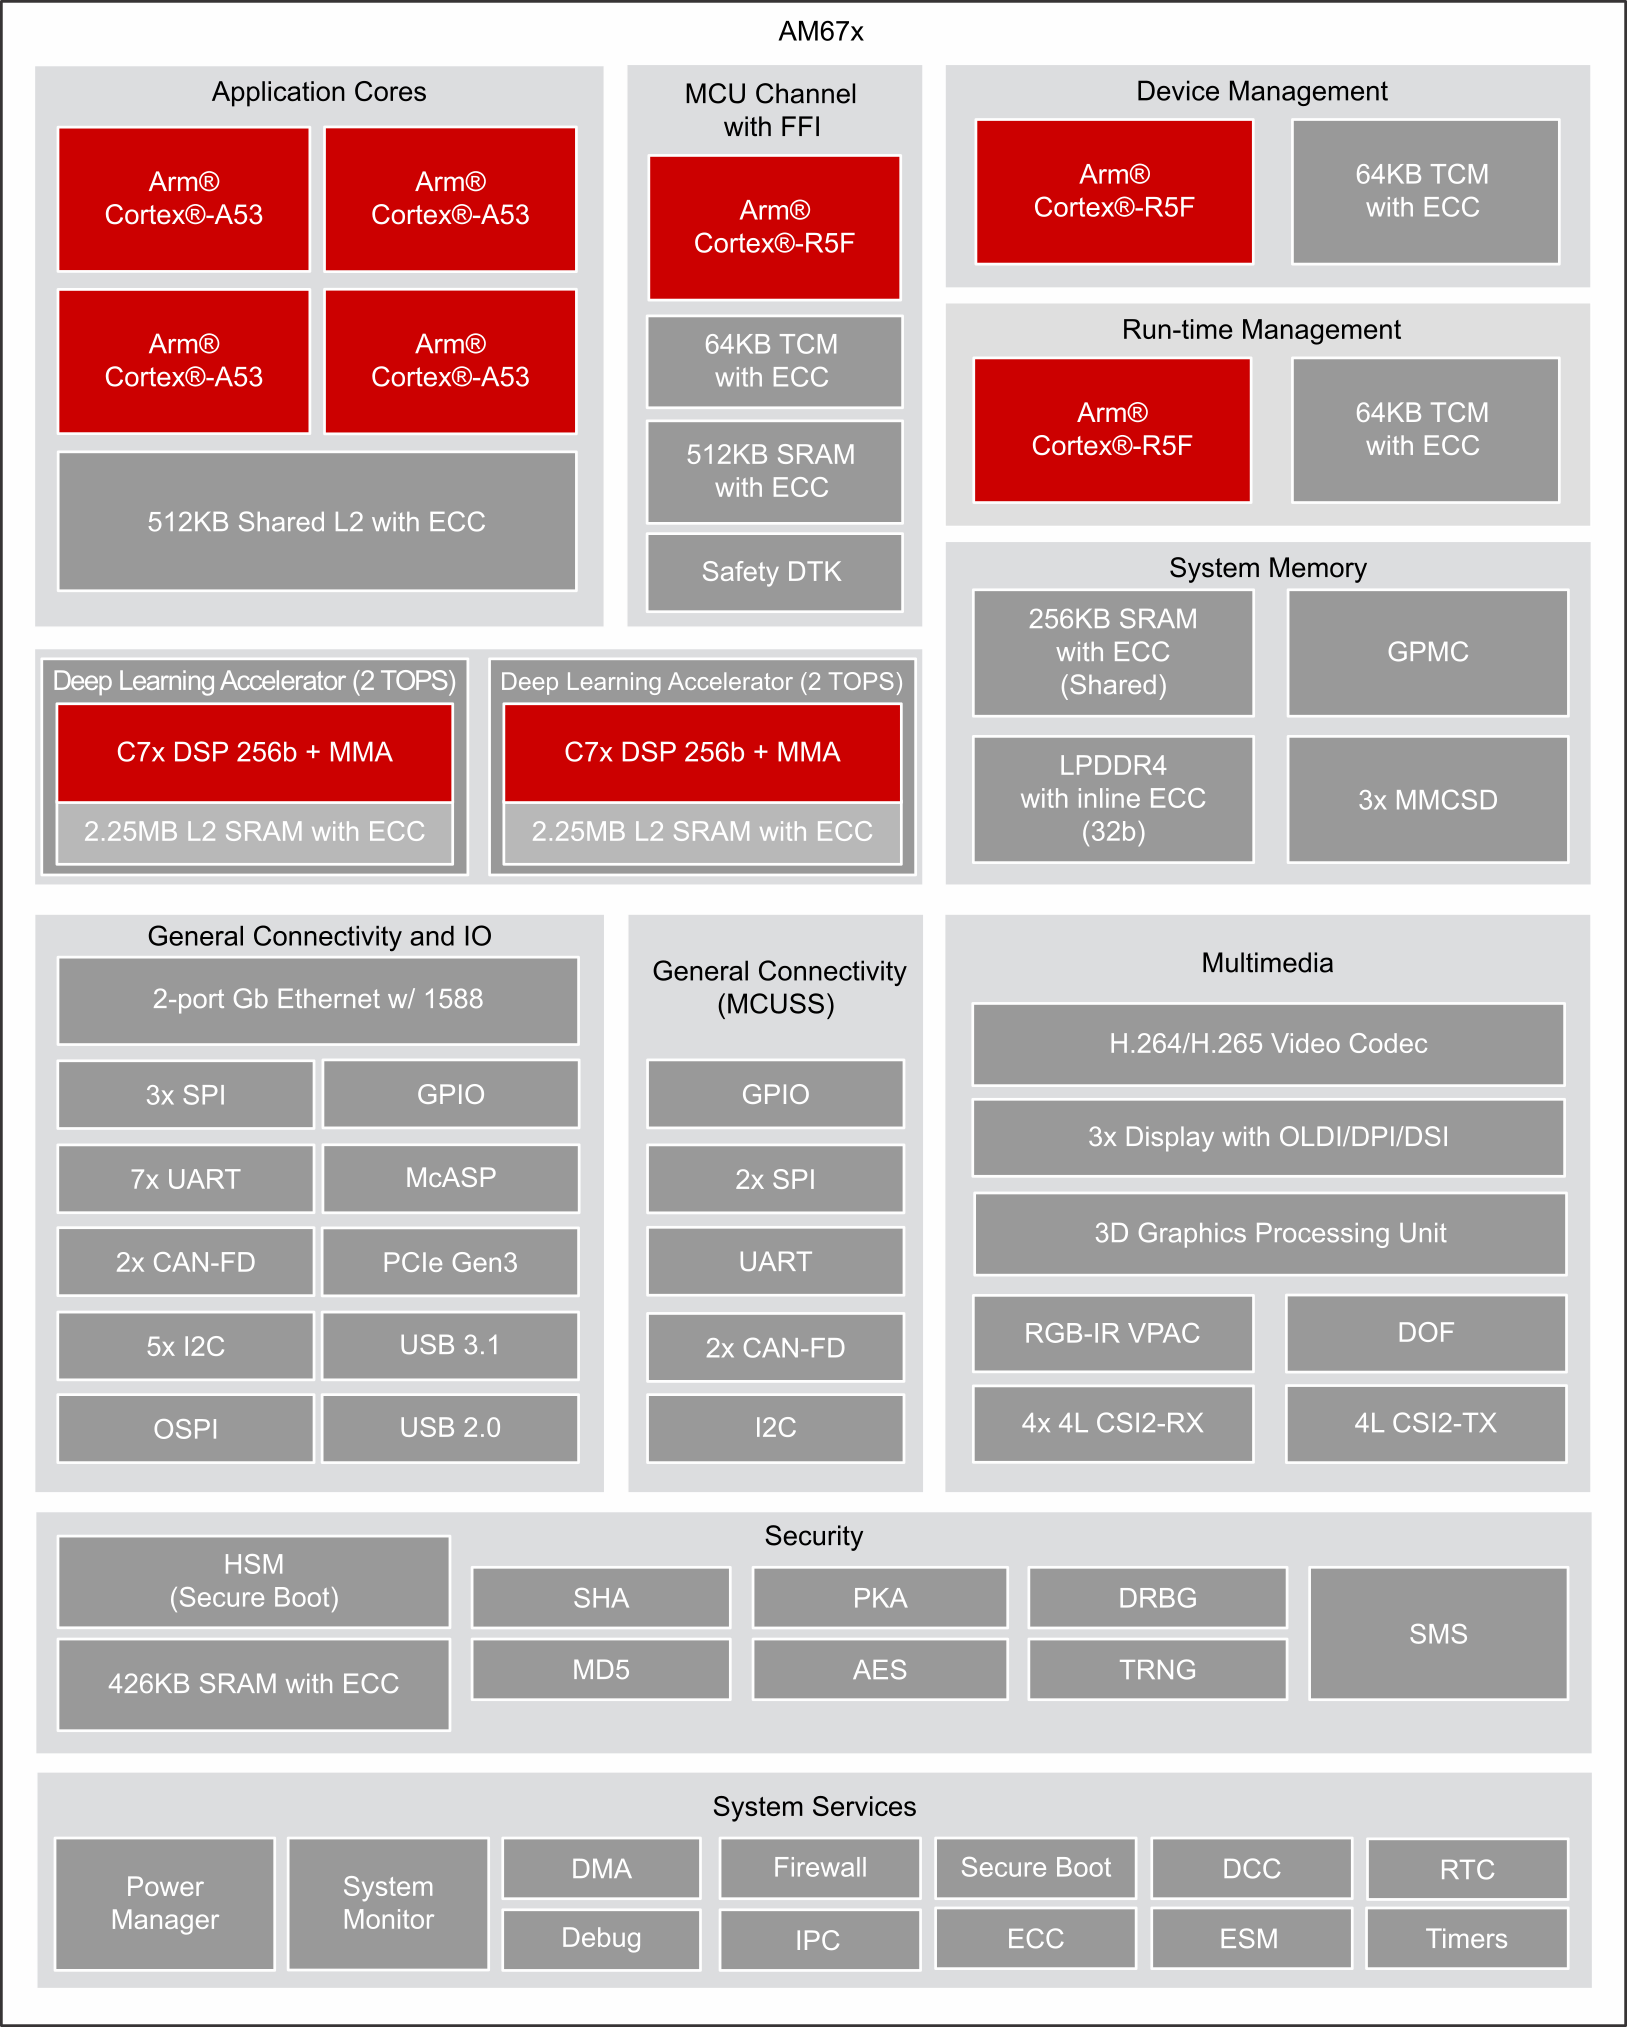 AM67x
Application Cores
Arm®
Cortex®-A53
Arm®
Cortex®-A53
Arm®
Cortex®-A53
Arm®
Cortex®-A53
512KB Shared L2 with ECC
MCU Channel
with FFI
Arm®
Cortex®-R5F
64KB TCM
with ECC
512KB SRAM
with ECC
Safety DTK
Device Management
Arm®
Cortex®-R5F
64KB TCM
with ECC
Run-time Management
Arm®
Cortex®-R5F
64KB TCM
with ECC
System Memory
256KB SRAM
with ECC
(Shared)
GPMC
LPDDR4
with inline ECC
(32b)
3x MMCSD
Deep Learning Accelerator (2 TOPS)
C7x DSP 256b + MMA
2.25MB L2 SRAM with ECC
Deep Learning Accelerator (2 TOPS)
C7x DSP 256b + MMA
2.25MB L2 SRAM with ECC
General Connectivity and IO
2-port Gb Ethernet w/ 1588
3x SPI
GPIO
7x UART
McASP
2x CAN-FD
PCIe Gen3
5x I2C
USB 3.1
OSPI
USB 2.0
General Connectivity
(MCUSS)
GPIO
2x SPI
UART
2x CAN-FD
I2C
Multimedia
H.264/H.265 Video Codec
3x Display with OLDI/DPI/DSI
3D Graphics Processing Unit
RGB-IR VPAC
DOF
4x 4L CSI2-RX
4L CSI2-TX
Security
HSM
(Secure Boot)
426KB SRAM with ECC
SHA
PKA
DRBG
MD5
AES
TRNG
SMS
System Services
Power
Manager
System
Monitor
DMA
Firewall
Secure Boot
DCC
RTC
Debug
IPC
ECC
ESM
Timers